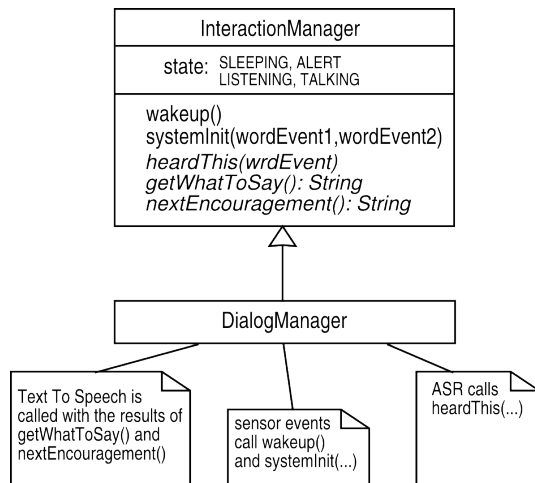 InteractionManager
state: SLEEPING, ALERT
LISTENING, TALKING
wakeup()
systemInit(wordEvent1,wordEvent2)
heardThis(wrdEvent)
getWhatToSay(): String
nextEncouragement(): String
DialogManager
Text To Speech is
called with the results of
getWhatToSay() and
nextEncouragement()
sensor events
call wakeup()
and systemInit(...)
ASR calls
heardThis(...)